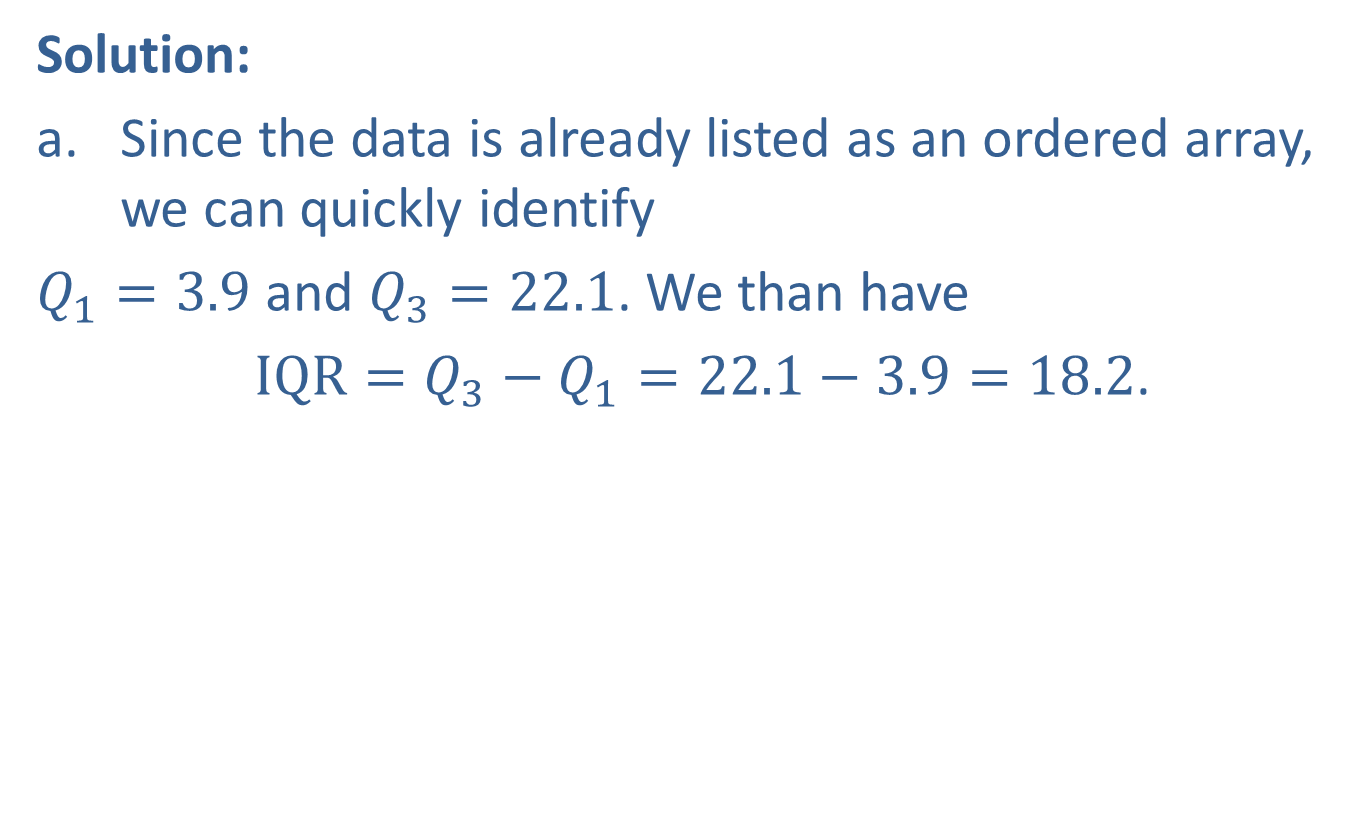 Solution:
a. Since the data is already listed as an ordered array,
we can quickly identify
Q₁ = 3.9 and Q₃ = 22.1. We than have
IQR = Q₃ − Q₁ = 22.1 − 3.9 = 18.2.